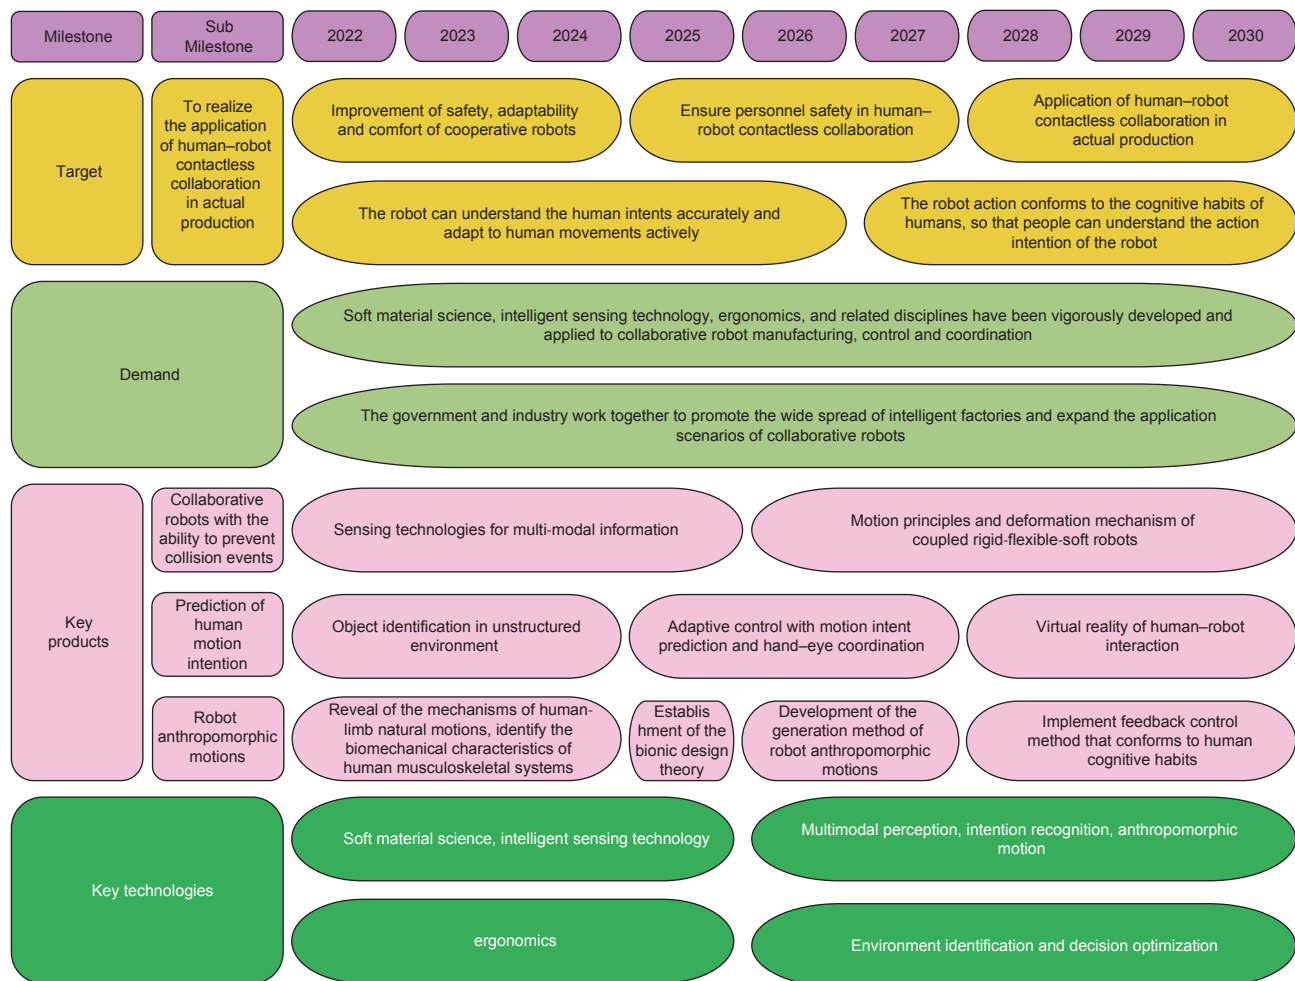 Milestone
Sub
Milestone
2022
2023
2024
2025
2026
2027
2028
2029
2030
Target
To realize
the application
of human–robot
contactless
collaboration
in actual
production
Improvement of safety, adaptability
and comfort of cooperative robots
Ensure personnel safety in human–
robot contactless collaboration
Application of human–robot
contactless collaboration in
actual production
The robot can understand the human intents accurately and
adapt to human movements actively
The robot action conforms to the cognitive habits of
humans, so that people can understand the action
intention of the robot
Demand
Soft material science, intelligent sensing technology, ergonomics, and related disciplines have been vigorously developed and
applied to collaborative robot manufacturing, control and coordination
The government and industry work together to promote the wide spread of intelligent factories and expand the application
scenarios of collaborative robots
Key
products
Collaborative
robots with the
ability to prevent
collision events
Sensing technologies for multi-modal information
Motion principles and deformation mechanism of
coupled rigid-flexible-soft robots
Prediction of
human
motion
intention
Object identification in unstructured
environment
Adaptive control with motion intent
prediction and hand–eye coordination
Virtual reality of human–robot
interaction
Robot
anthropomorphic
motions
Reveal of the mechanisms of human-
limb natural motions, identify the
biomechanical characteristics of
human musculoskeletal systems
Establis
hment of the
bionic design
theory
Development of the
generation method of
robot anthropomorphic
motions
Implement feedback control
method that conforms to human
cognitive habits
Key technologies
Soft material science, intelligent sensing technology
Multimodal perception, intention recognition, anthropomorphic
motion
ergonomics
Environment identification and decision optimization